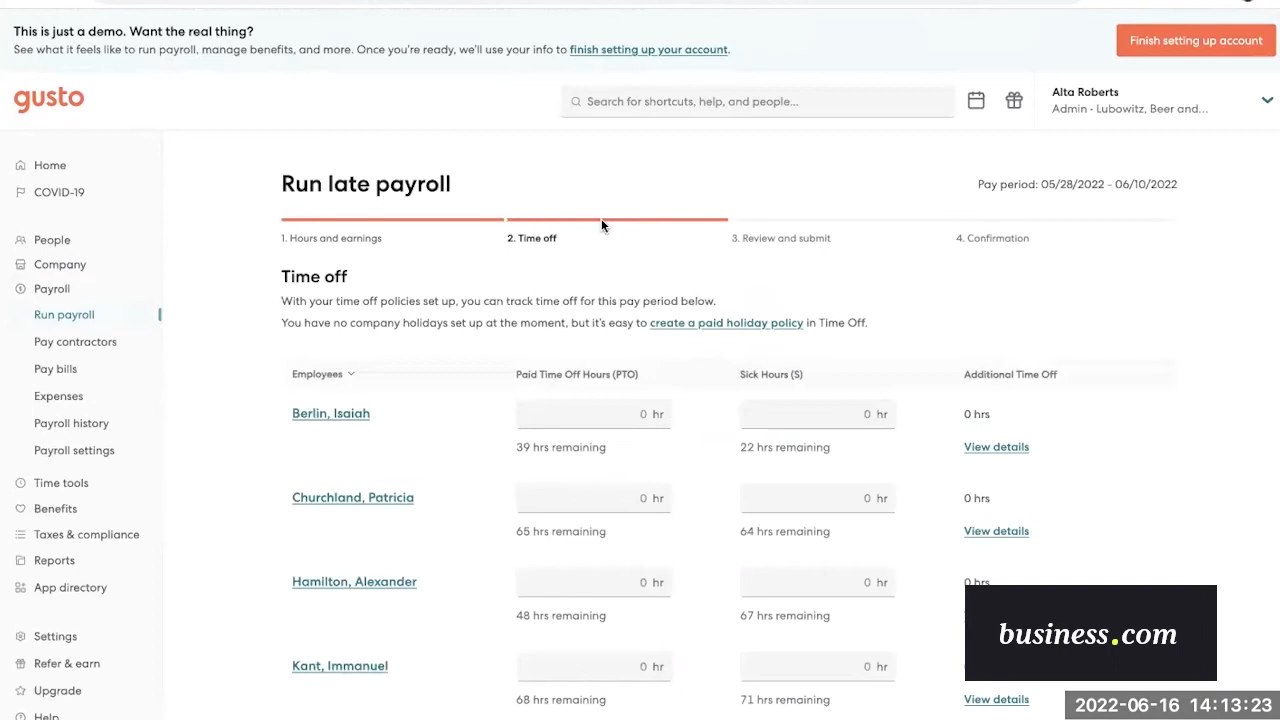 This is just a demo. Want the real thing?
See what it feels like to run payroll, manage benefits, and more. Once you're ready, we'll use your info to finish setting up your account.
Finish setting up account
gusto
Search for shortcuts, help, and people...
Alta Roberts
Admin - Lubowitz, Beer and...
Home
COVID-19
People
Company
Payroll
Run payroll
Pay contractors
Pay bills
Expenses
Payroll history
Payroll settings
Time tools
Benefits
Taxes & compliance
Reports
App directory
Settings
Refer & earn
Upgrade
Help
Run late payroll
Pay period: 05/28/2022 - 06/10/2022
1. Hours and earnings
2. Time off
3. Review and submit
4. Confirmation
Time off
With your time off policies set up, you can track time off for this pay period below.
You have no company holidays set up at the moment, but it's easy to create a paid holiday policy in Time Off.
Employees Paid Time Off Hours (PTO) Sick Hours (S) Additional Time Off
Berlin, Isaiah 0 hr 0 hr 0 hrs
39 hrs remaining 22 hrs remaining View details
Churchland, Patricia 0 hr 0 hr 0 hrs
65 hrs remaining 64 hrs remaining View details
Hamilton, Alexander 0 hr 0 hr 0 hrs
48 hrs remaining 67 hrs remaining
Kant, Immanuel 0 hr 0 hr
68 hrs remaining 71 hrs remaining View details
business.com
2022-06-16 14:13:23